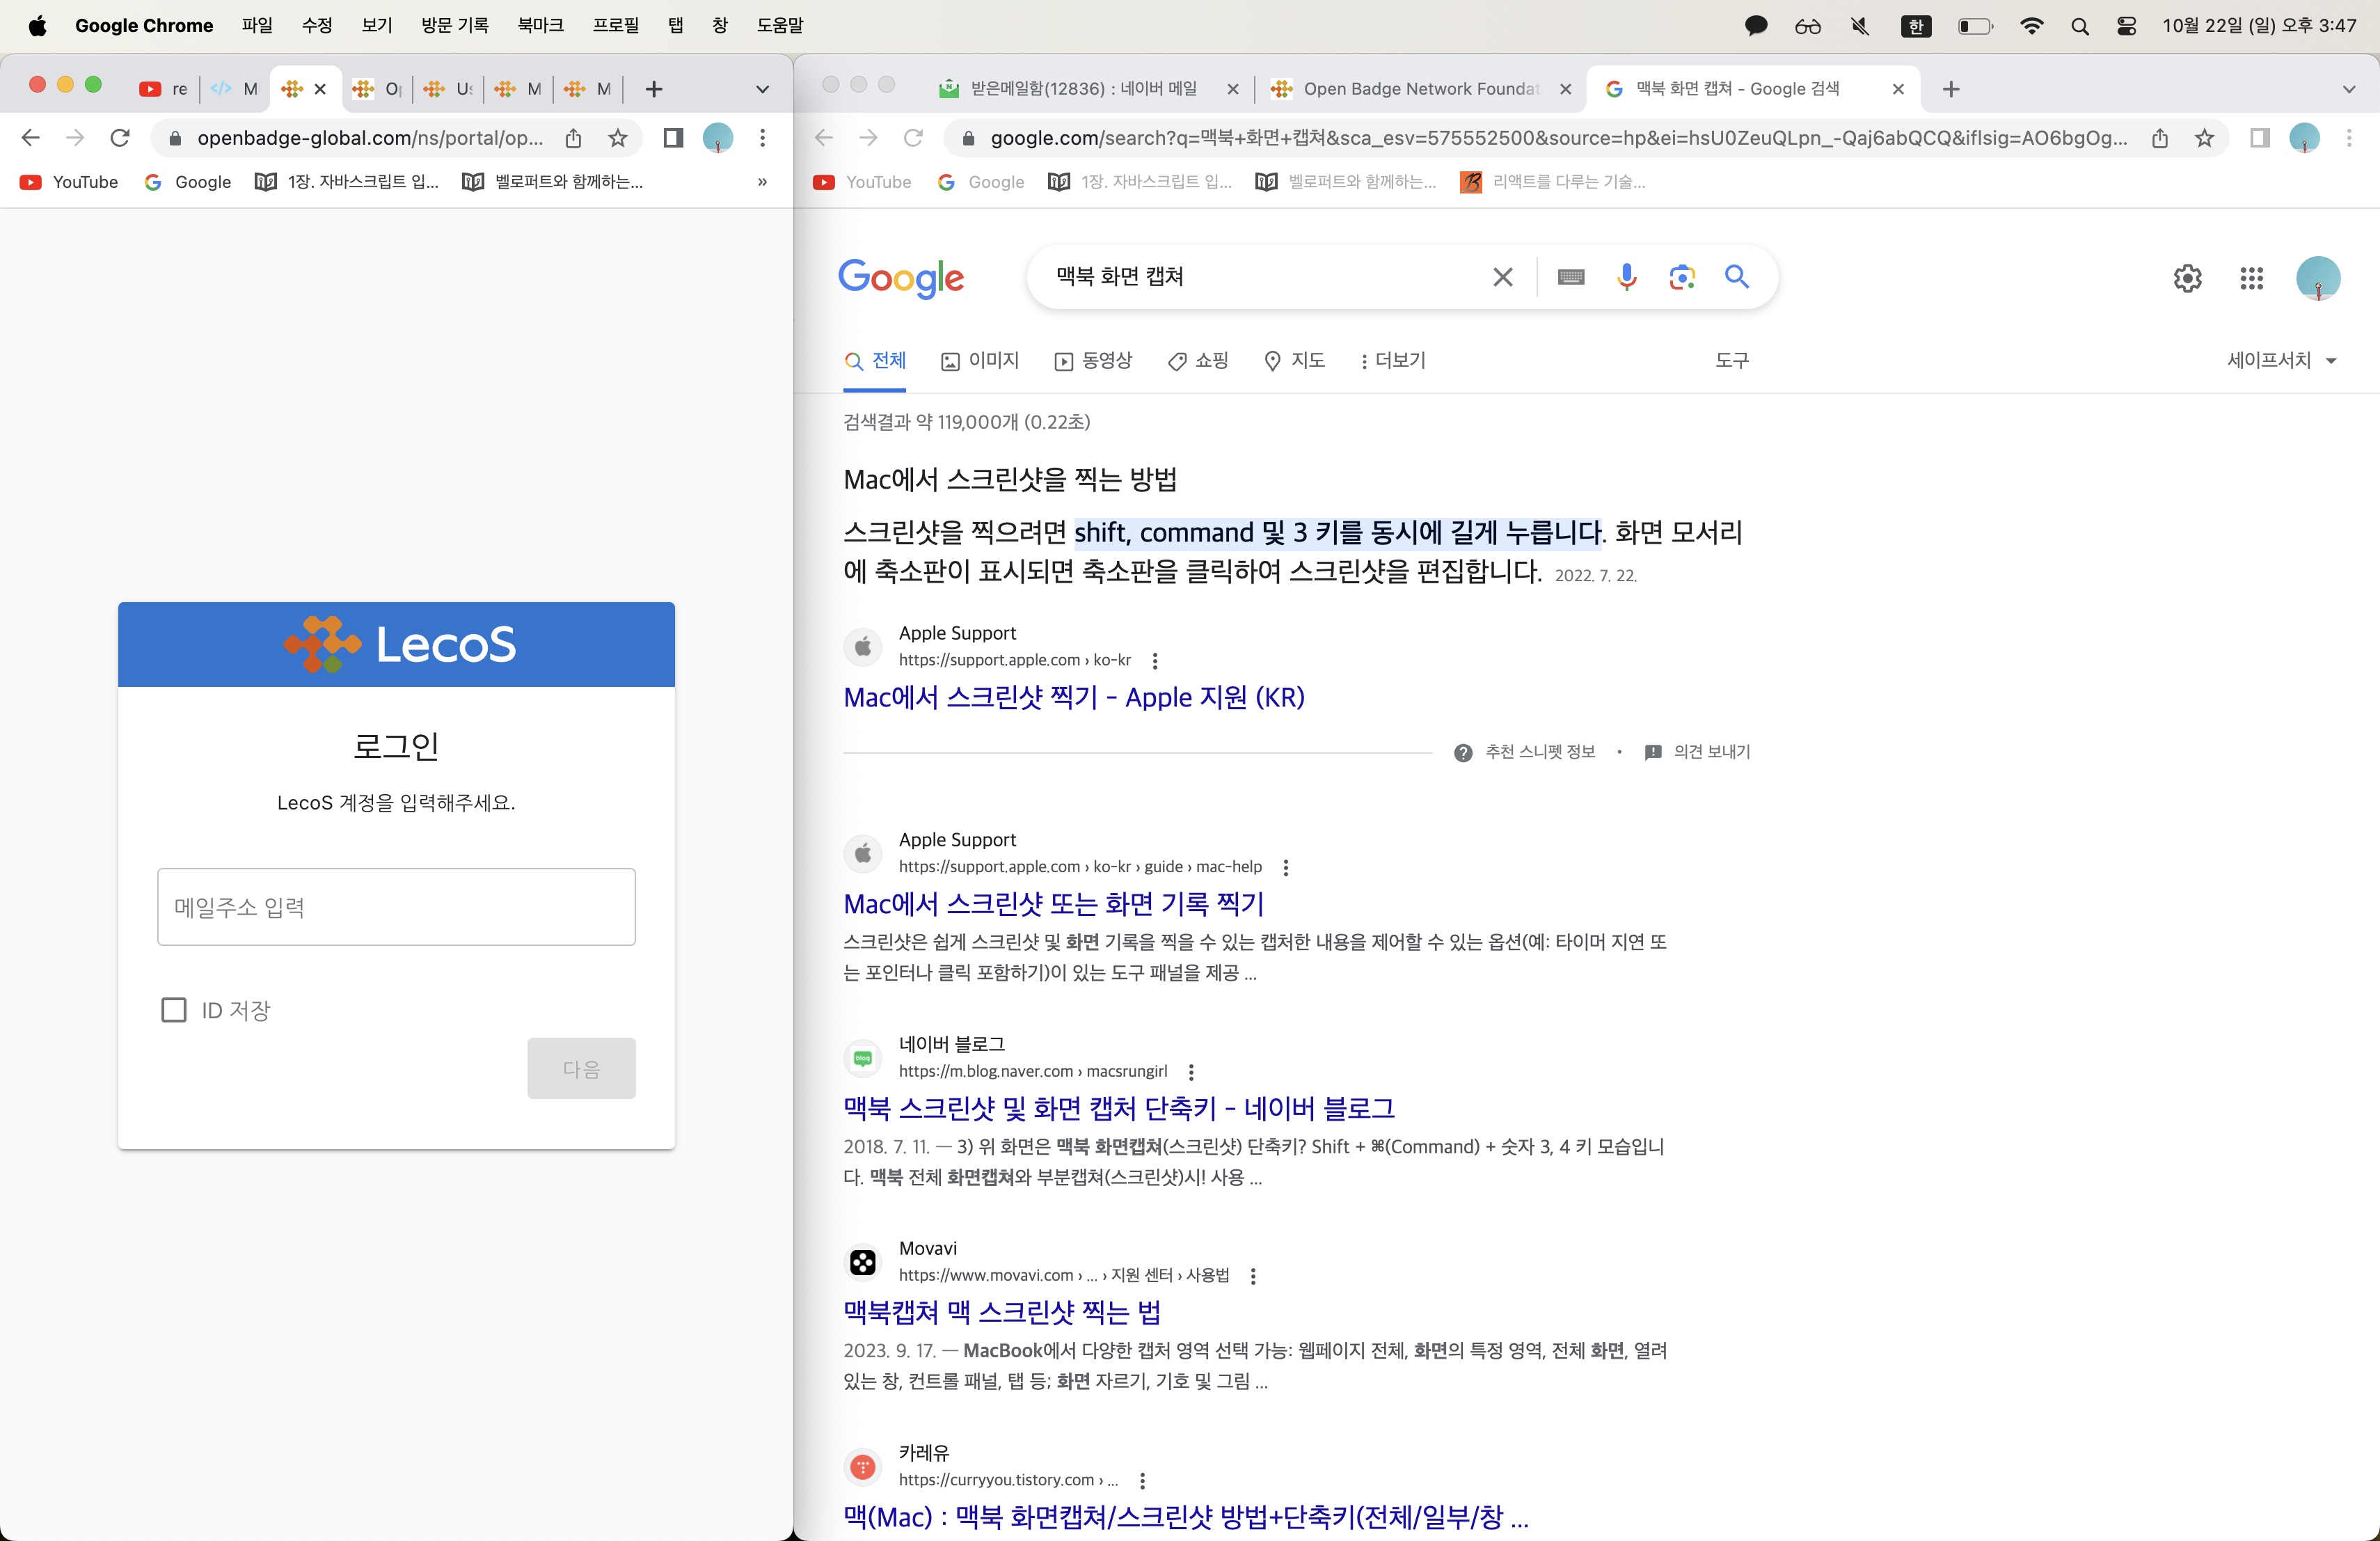 Google Chrome 파일 수정 보기 방문 기록 북마크 프로필 탭 창 도움말 한 10월 22일 (일) 오후 3:47
re M O U M M
openbadge-global.com/ns/portal/op...
YouTube Google 1장. 자바스크립트 입... 벨로퍼트와 함께하는... »
LecoS
로그인
LecoS 계정을 입력해주세요.
메일주소 입력
ID 저장
다음
받은메일함(12836) : 네이버 메일 Open Badge Network Foundat 맥북 화면 캡쳐 - Google 검색
google.com/search?q=맥북+화면+캡쳐&sca_esv=575552500&source=hp&ei=hsU0ZeuQLpn_-Qaj6abQCQ&iflsig=AO6bgOg...
YouTube Google 1장. 자바스크립트 입... 벨로퍼트와 함께하는... 리액트를 다루는 기술...
Google 맥북 화면 캡쳐
전체 이미지 동영상 쇼핑 지도 더보기 도구 세이프서치
검색결과 약 119,000개 (0.22초)
Mac에서 스크린샷을 찍는 방법
스크린샷을 찍으려면 shift, command 및 3 키를 동시에 길게 누릅니다. 화면 모서리
에 축소판이 표시되면 축소판을 클릭하여 스크린샷을 편집합니다. 2022. 7. 22.
Apple Support
https://support.apple.com › ko-kr
Mac에서 스크린샷 찍기 - Apple 지원 (KR)
추천 스니펫 정보 • 의견 보내기
Apple Support
https://support.apple.com › ko-kr › guide › mac-help
Mac에서 스크린샷 또는 화면 기록 찍기
스크린샷은 쉽게 스크린샷 및 화면 기록을 찍을 수 있는 캡처한 내용을 제어할 수 있는 옵션(예: 타이머 지연 또
는 포인터나 클릭 포함하기)이 있는 도구 패널을 제공 ...
blog
네이버 블로그
https://m.blog.naver.com › macsrungirl
맥북 스크린샷 및 화면 캡처 단축키 - 네이버 블로그
2018. 7. 11. — 3) 위 화면은 맥북 화면캡쳐(스크린샷) 단축키? Shift + ⌘(Command) + 숫자 3, 4 키 모습입니
다. 맥북 전체 화면캡쳐와 부분캡쳐(스크린샷)시! 사용 ...
Movavi
https://www.movavi.com › ... › 지원 센터 › 사용법
맥북캡쳐 맥 스크린샷 찍는 법
2023. 9. 17. — MacBook에서 다양한 캡처 영역 선택 가능: 웹페이지 전체, 화면의 특정 영역, 전체 화면, 열려
있는 창, 컨트롤 패널, 탭 등; 화면 자르기, 기호 및 그림 ...
카레유
https://curryyou.tistory.com › ...
맥(Mac) : 맥북 화면캡쳐/스크린샷 방법+단축키(전체/일부/창 ...